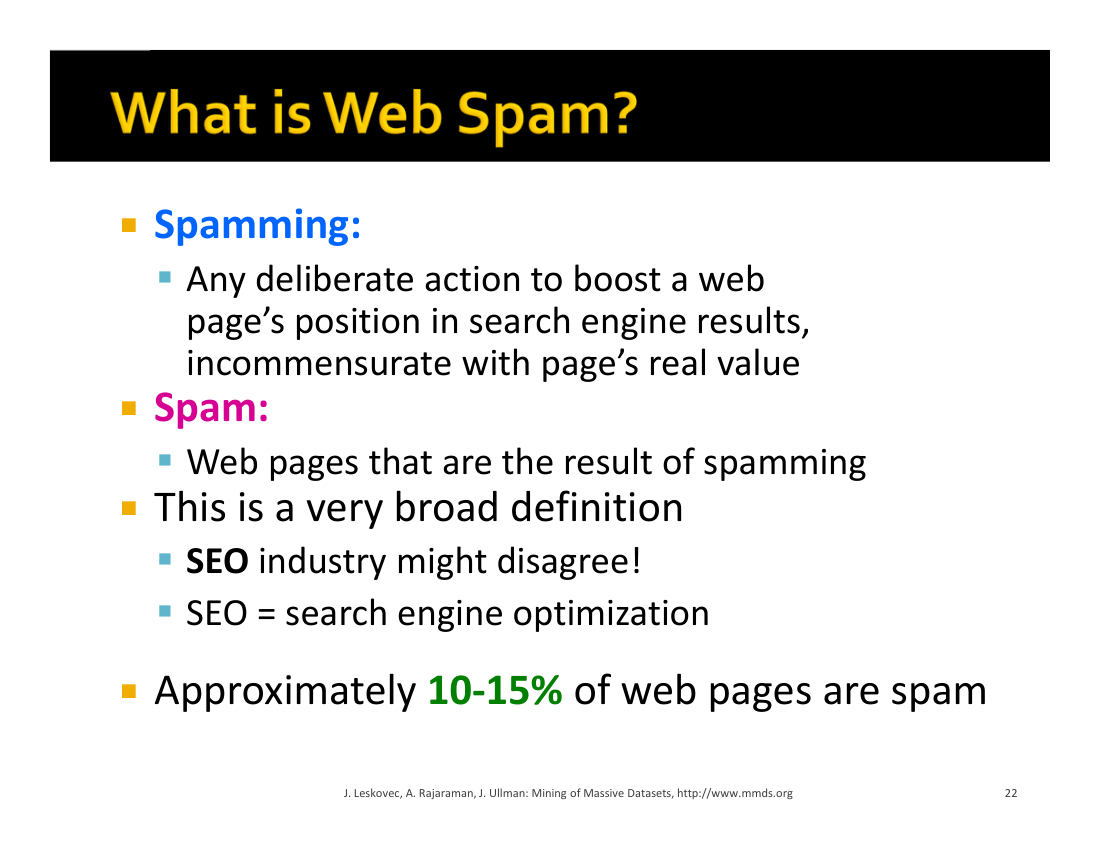 What is Web Spam?
Spamming:
Any deliberate action to boost a web
page’s position in search engine results,
incommensurate with page’s real value
Spam:
Web pages that are the result of spamming
This is a very broad definition
SEO industry might disagree!
SEO = search engine optimization
Approximately 10-15% of web pages are spam
J. Leskovec, A. Rajaraman, J. Ullman: Mining of Massive Datasets, http://www.mmds.org
22